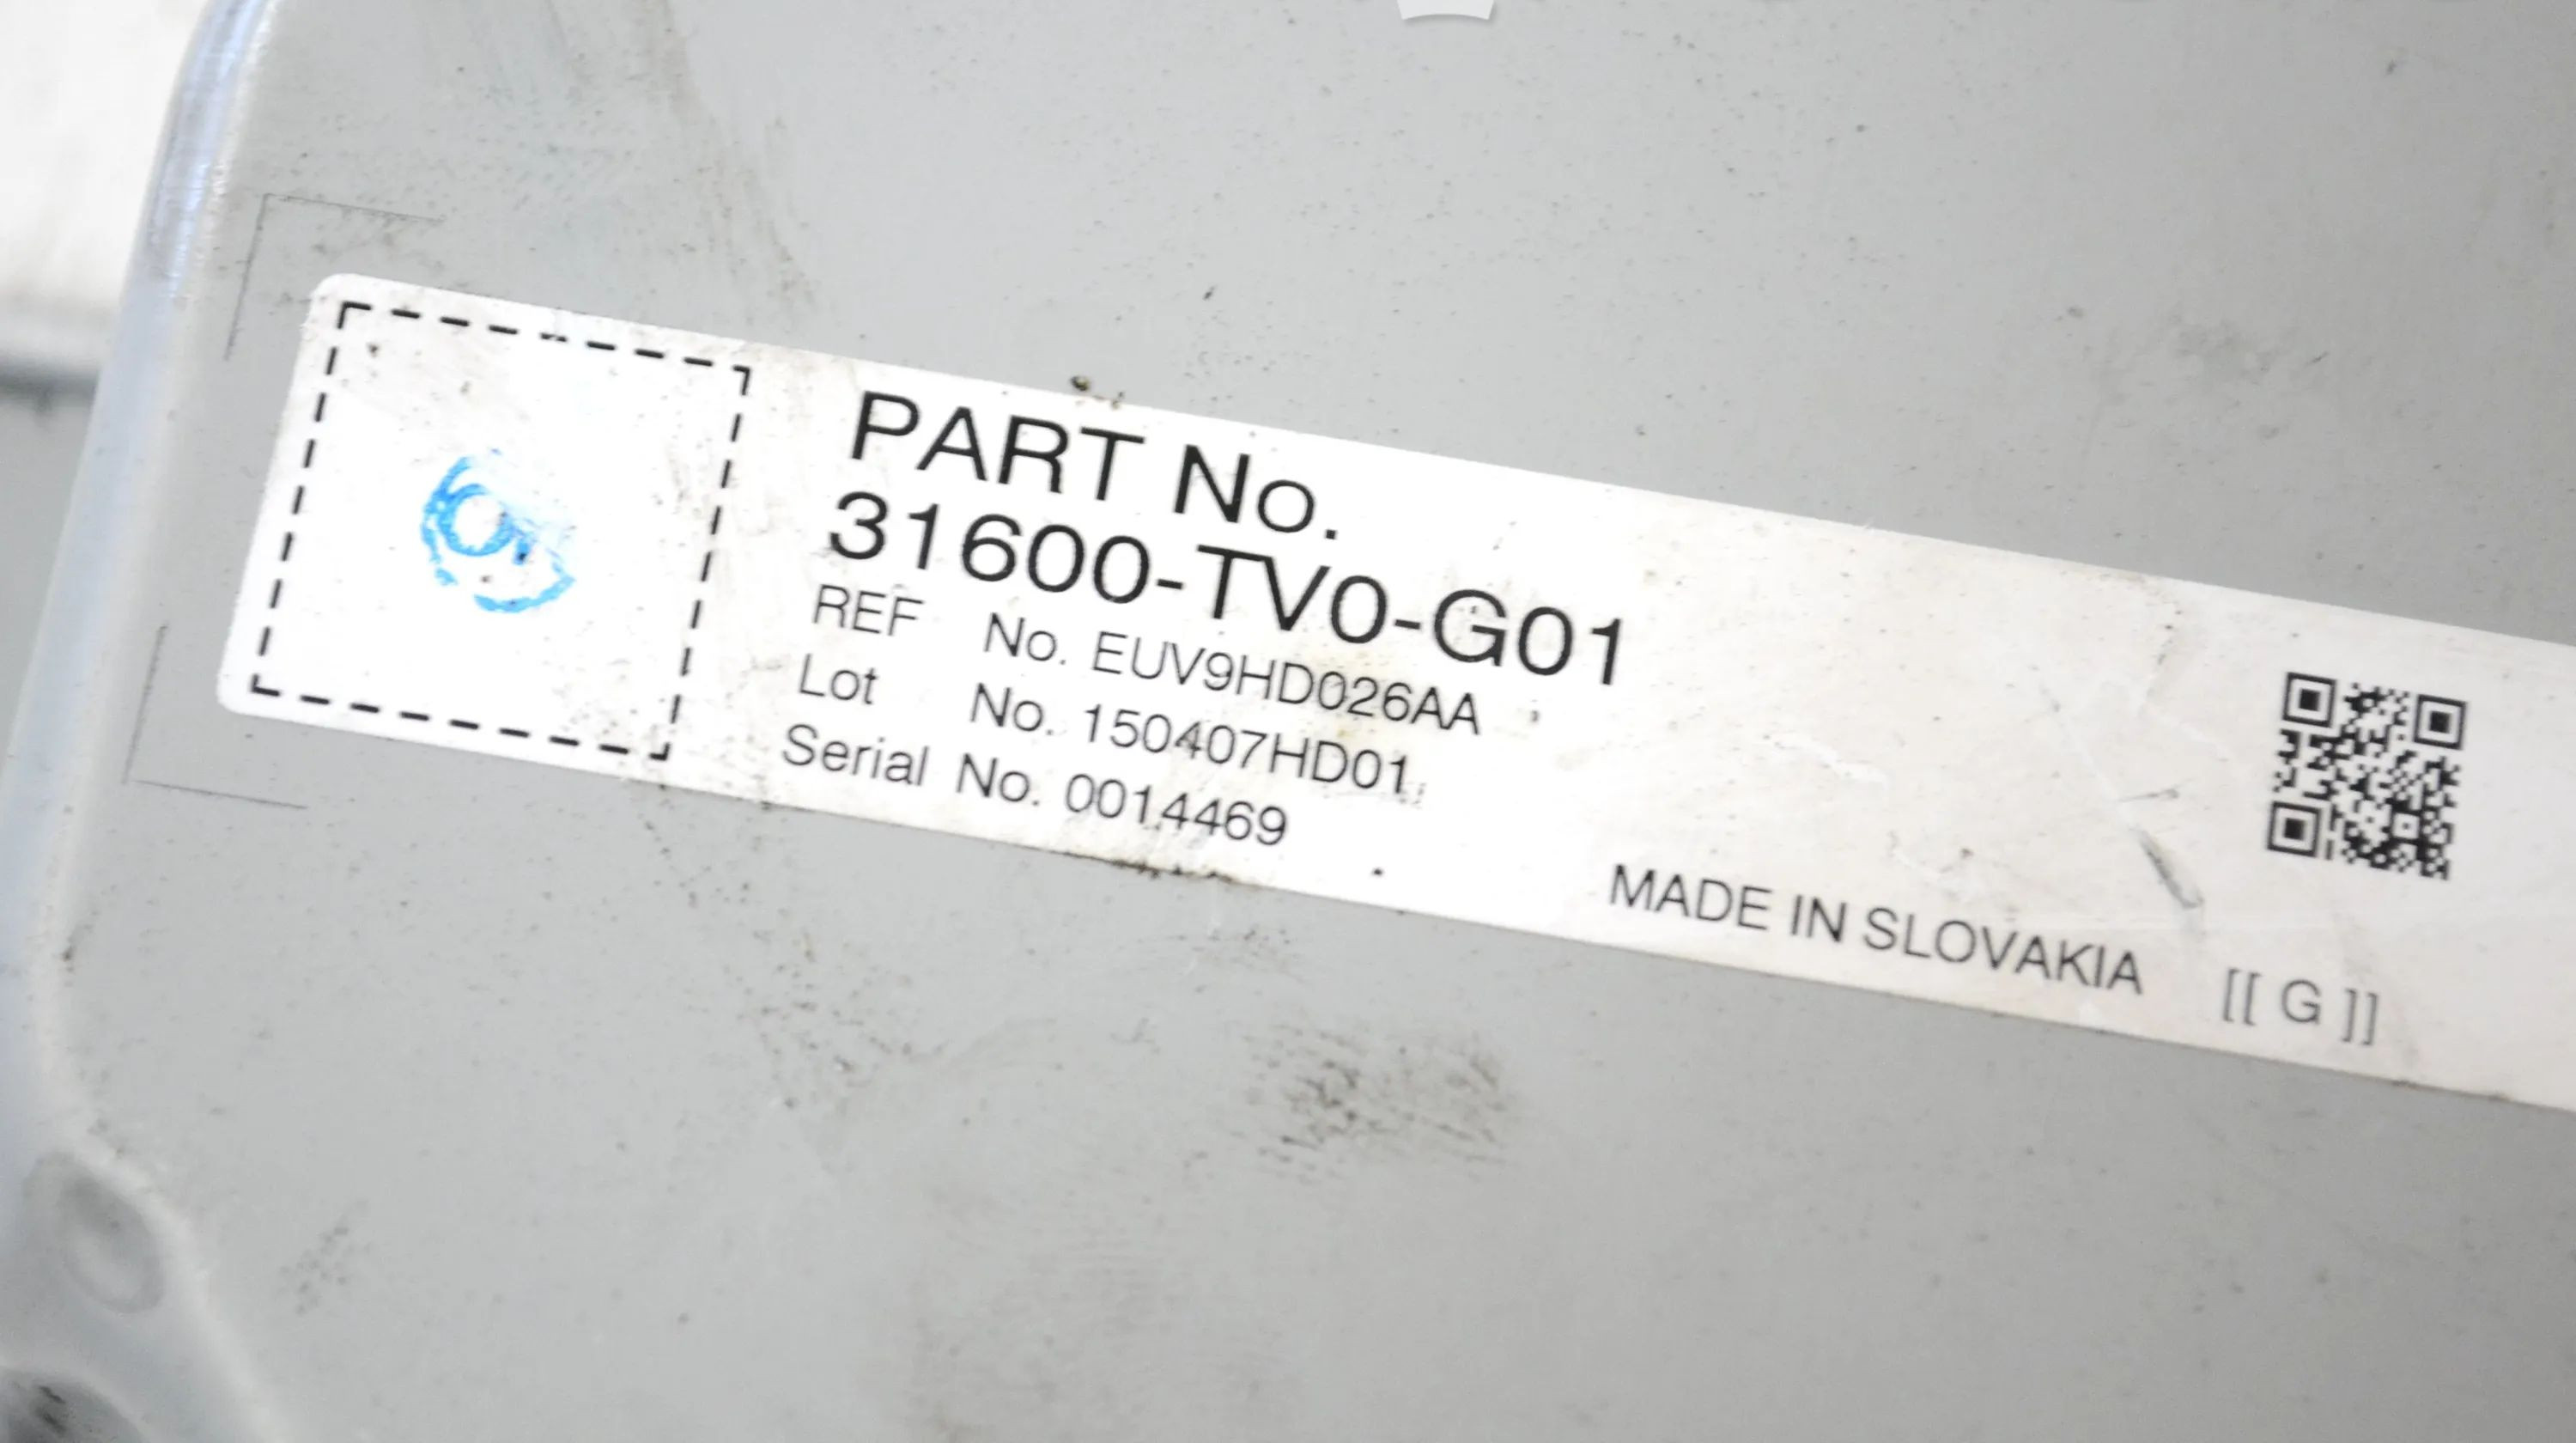 PART No.
31600-TV0-G01
REF No. EUV9HD026AA
Lot No. 150407HD01
Serial No. 0014469
MADE IN SLOVAKIA [[ G ]]